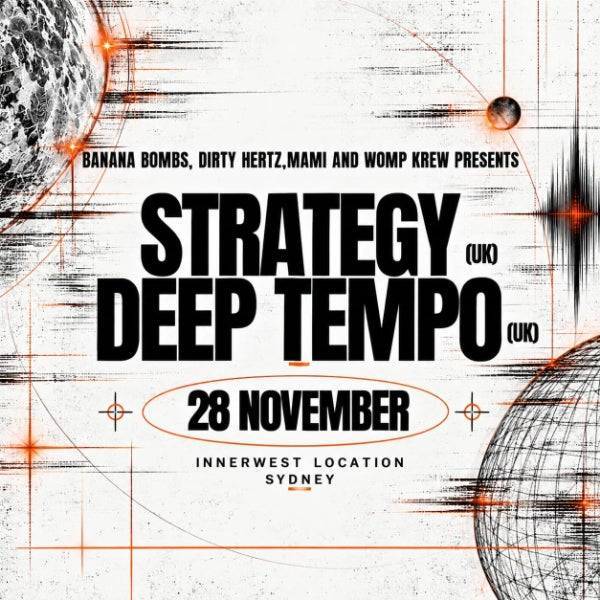 BANANA BOMBS, DIRTY HERTZ,MAMI AND WOMP KREW PRESENTS
STRATEGY (UK)
DEEP TEMPO (UK)
28 NOVEMBER
INNERWEST LOCATION
SYDNEY